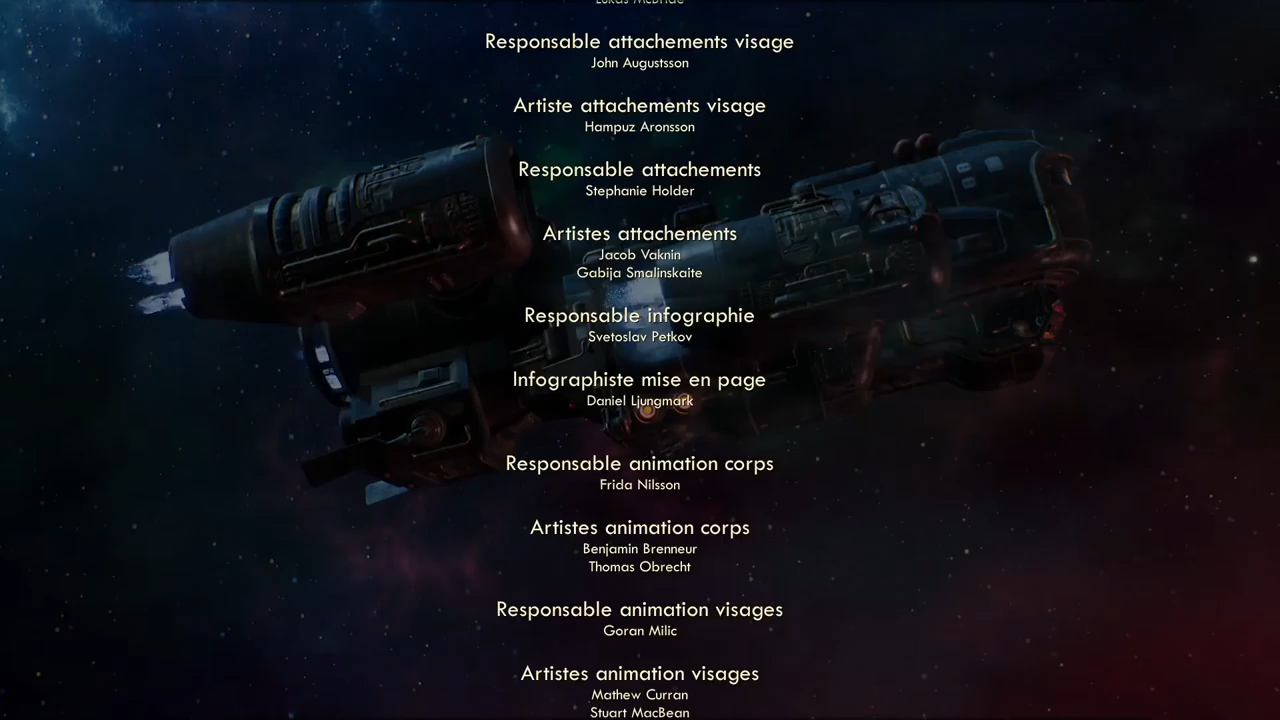 Lukas McBride
Responsable attachements visage
John Augustsson
Artiste attachements visage
Hampuz Aronsson
Responsable attachements
Stephanie Holder
Artistes attachements
Jacob Vaknin
Gabija Smalinskaite
Responsable infographie
Svetoslav Petkov
Infographiste mise en page
Daniel Ljungmark
Responsable animation corps
Frida Nilsson
Artistes animation corps
Benjamin Brenneur
Thomas Obrecht
Responsable animation visages
Goran Milic
Artistes animation visages
Mathew Curran
Stuart MacBean